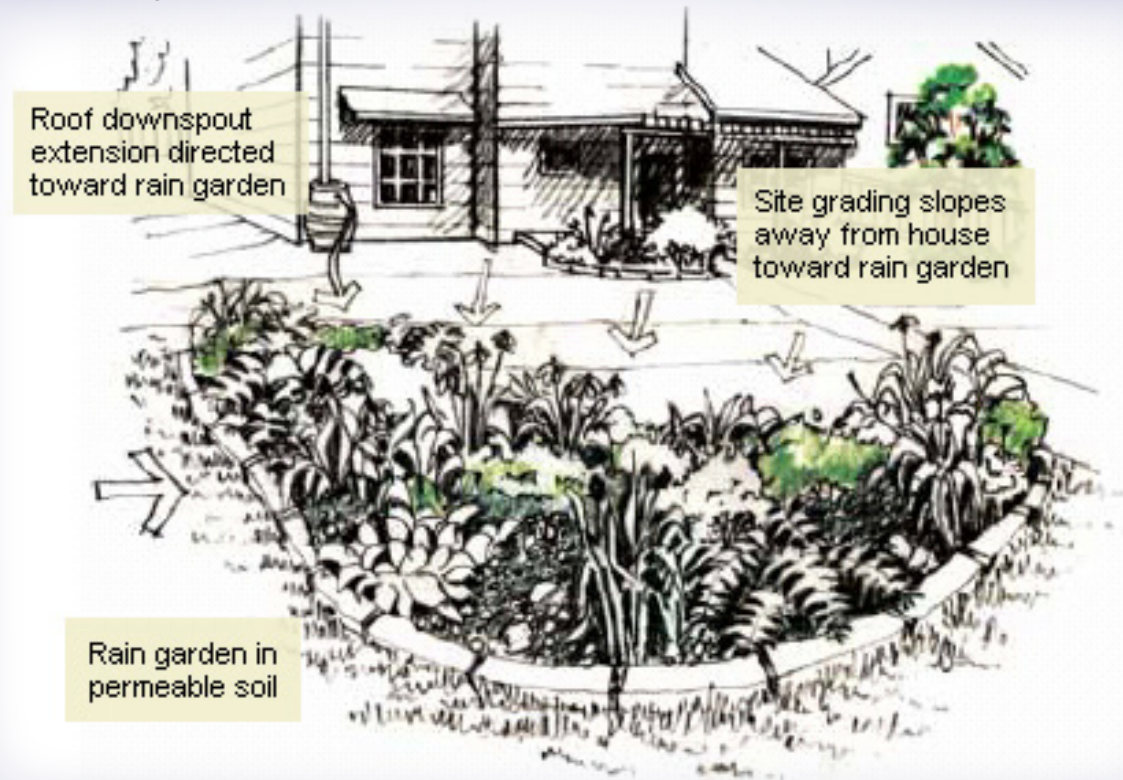 Roof downspout
extension directed
toward rain garden
Site grading slopes
away from house
toward rain garden
Rain garden in
permeable soil